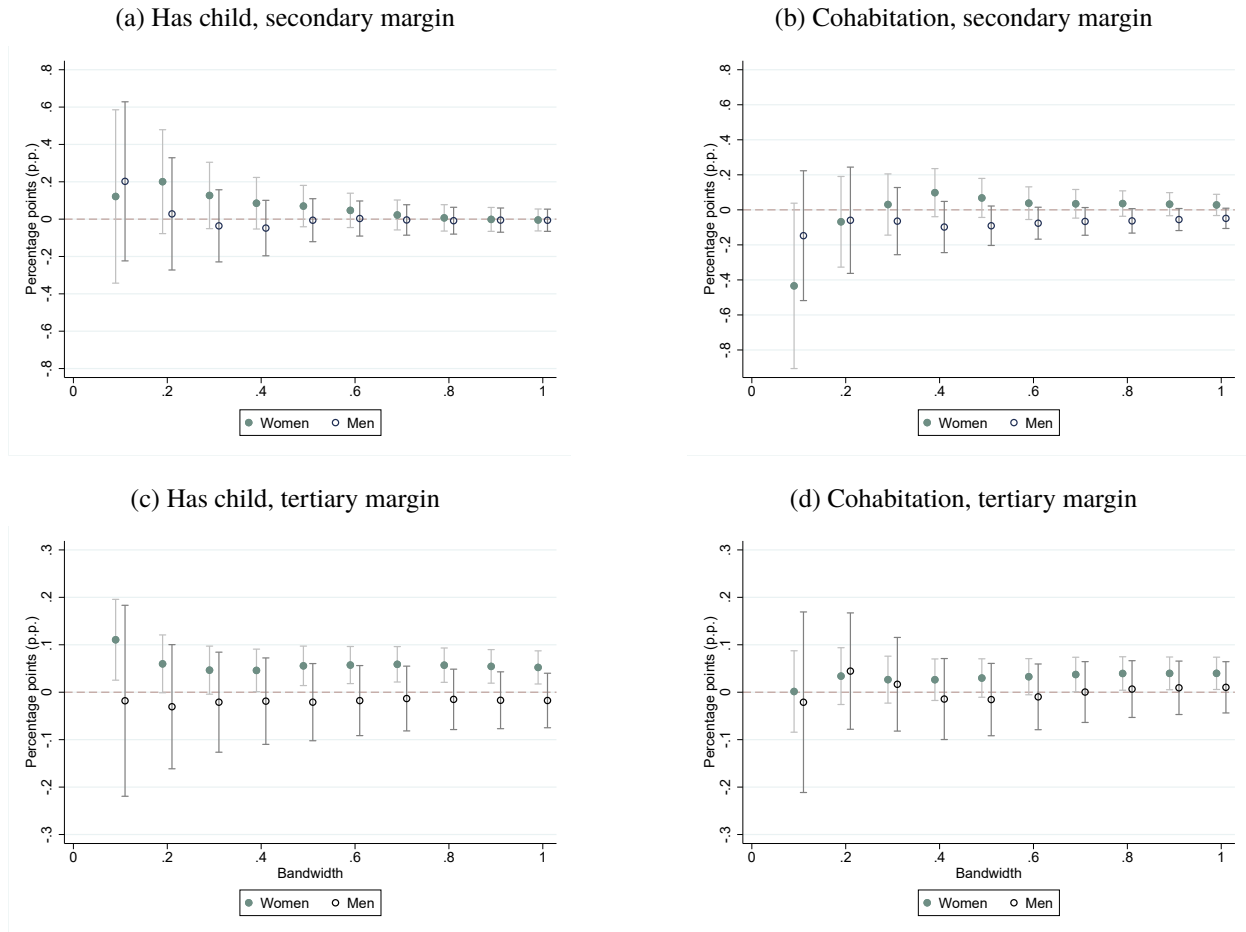 (a) Has child, secondary margin
Percentage points (p.p.)
.8
.6
.4
.2
0
-.2
-.4
-.6
-.8
0 .2 .4 .6 .8 1
Women Men
(b) Cohabitation, secondary margin
Percentage points (p.p.)
.8
.6
.4
.2
0
-.2
-.4
-.6
-.8
0 .2 .4 .6 .8 1
Women Men
(c) Has child, tertiary margin
Percentage points (p.p.)
.3
.2
.1
0
-.1
-.2
-.3
0 .2 .4 .6 .8 1
Bandwidth
Women Men
(d) Cohabitation, tertiary margin
Percentage points (p.p.)
.3
.2
.1
0
-.1
-.2
-.3
0 .2 .4 .6 .8 1
Bandwidth
Women Men